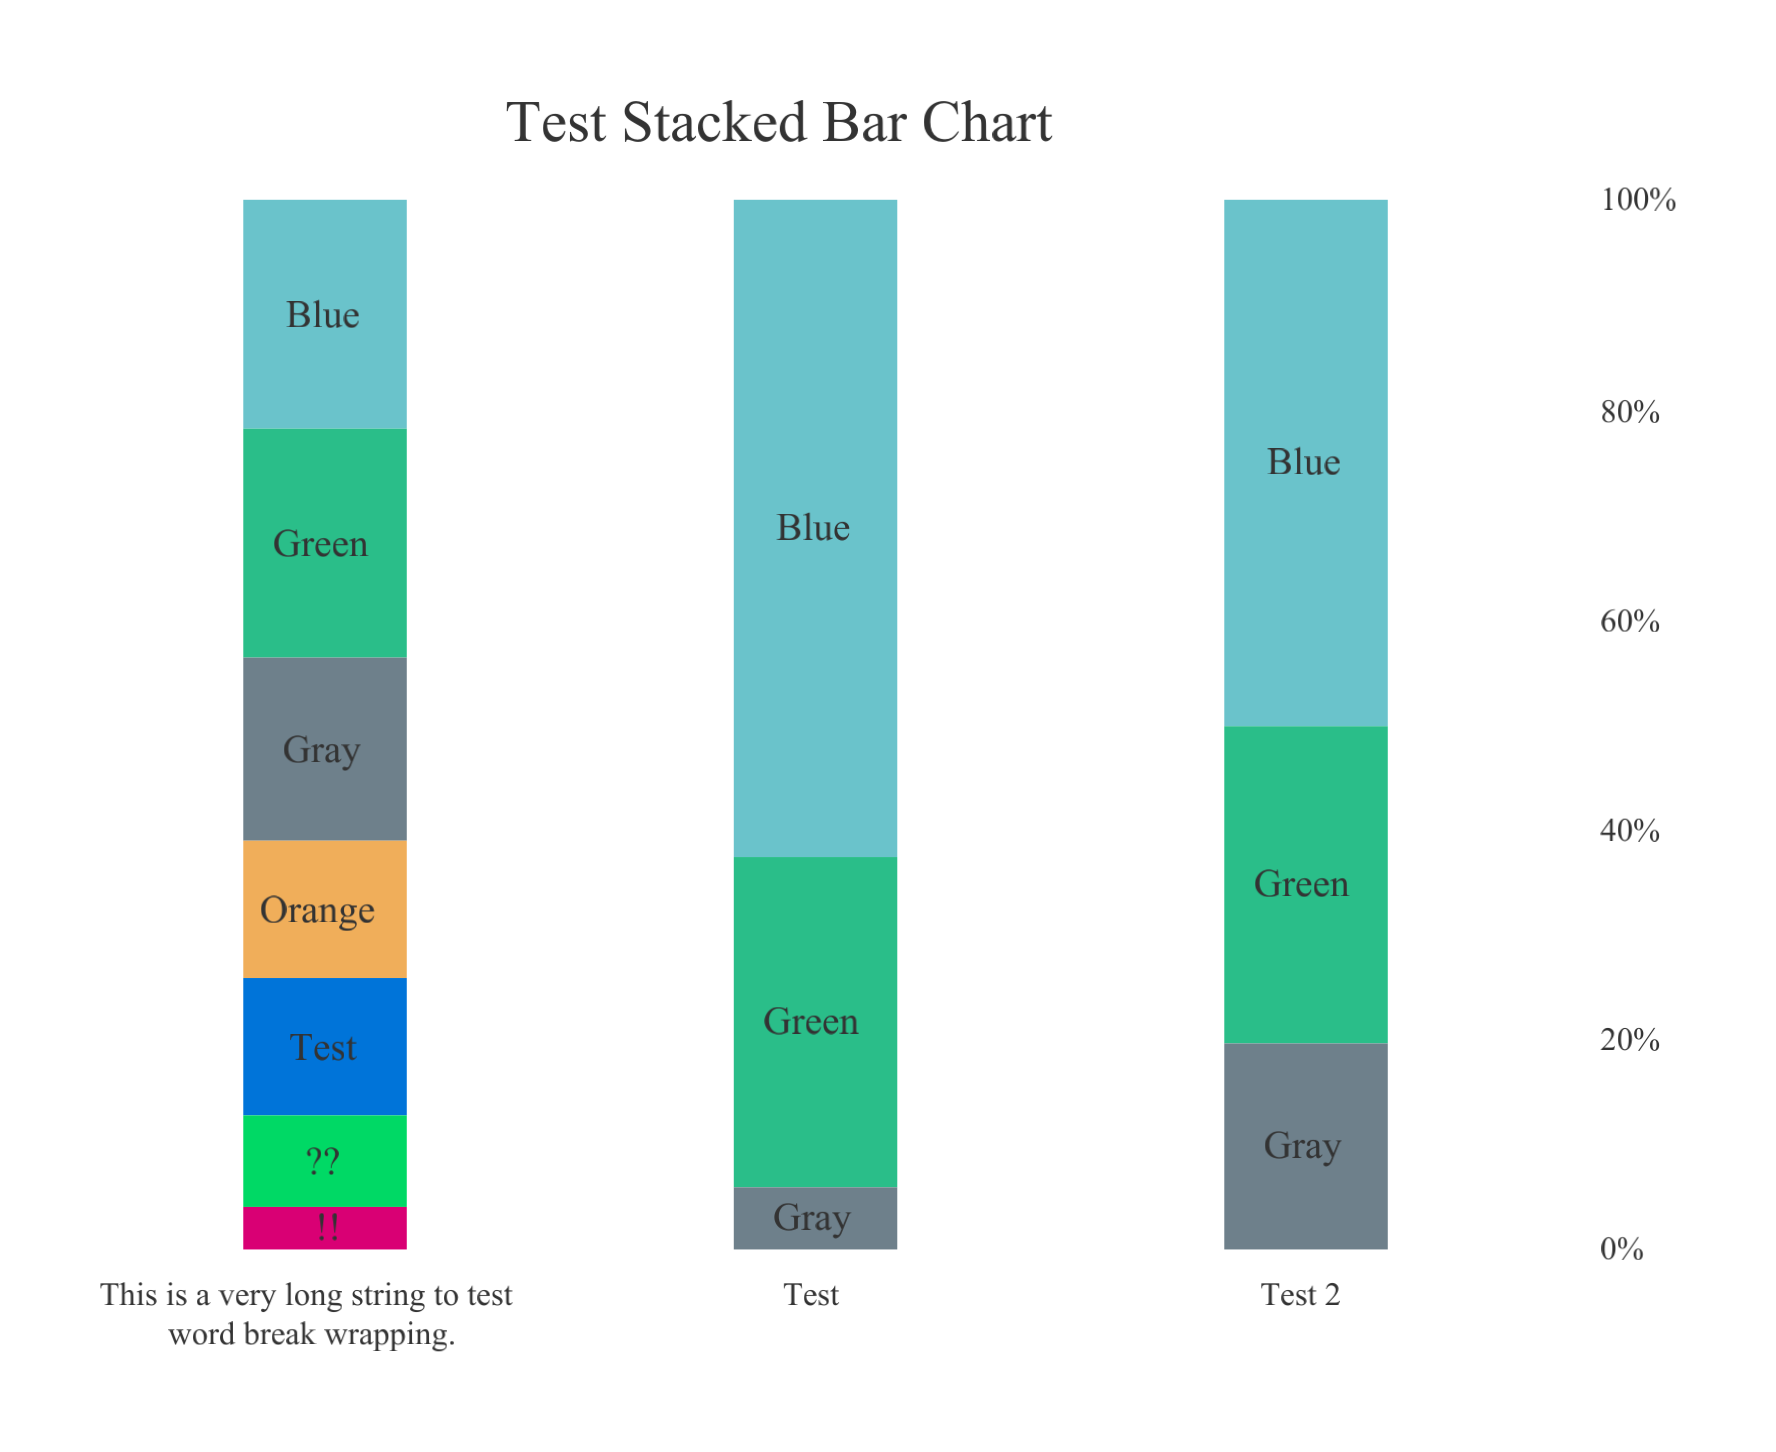 Test Stacked Bar Chart
Blue
Green
Gray
Orange
Test
??
!!
This is a very long string to test
word break wrapping.
Blue
Green
Gray
Test
Blue
Green
Gray
Test 2
100%
80%
60%
40%
20%
0%